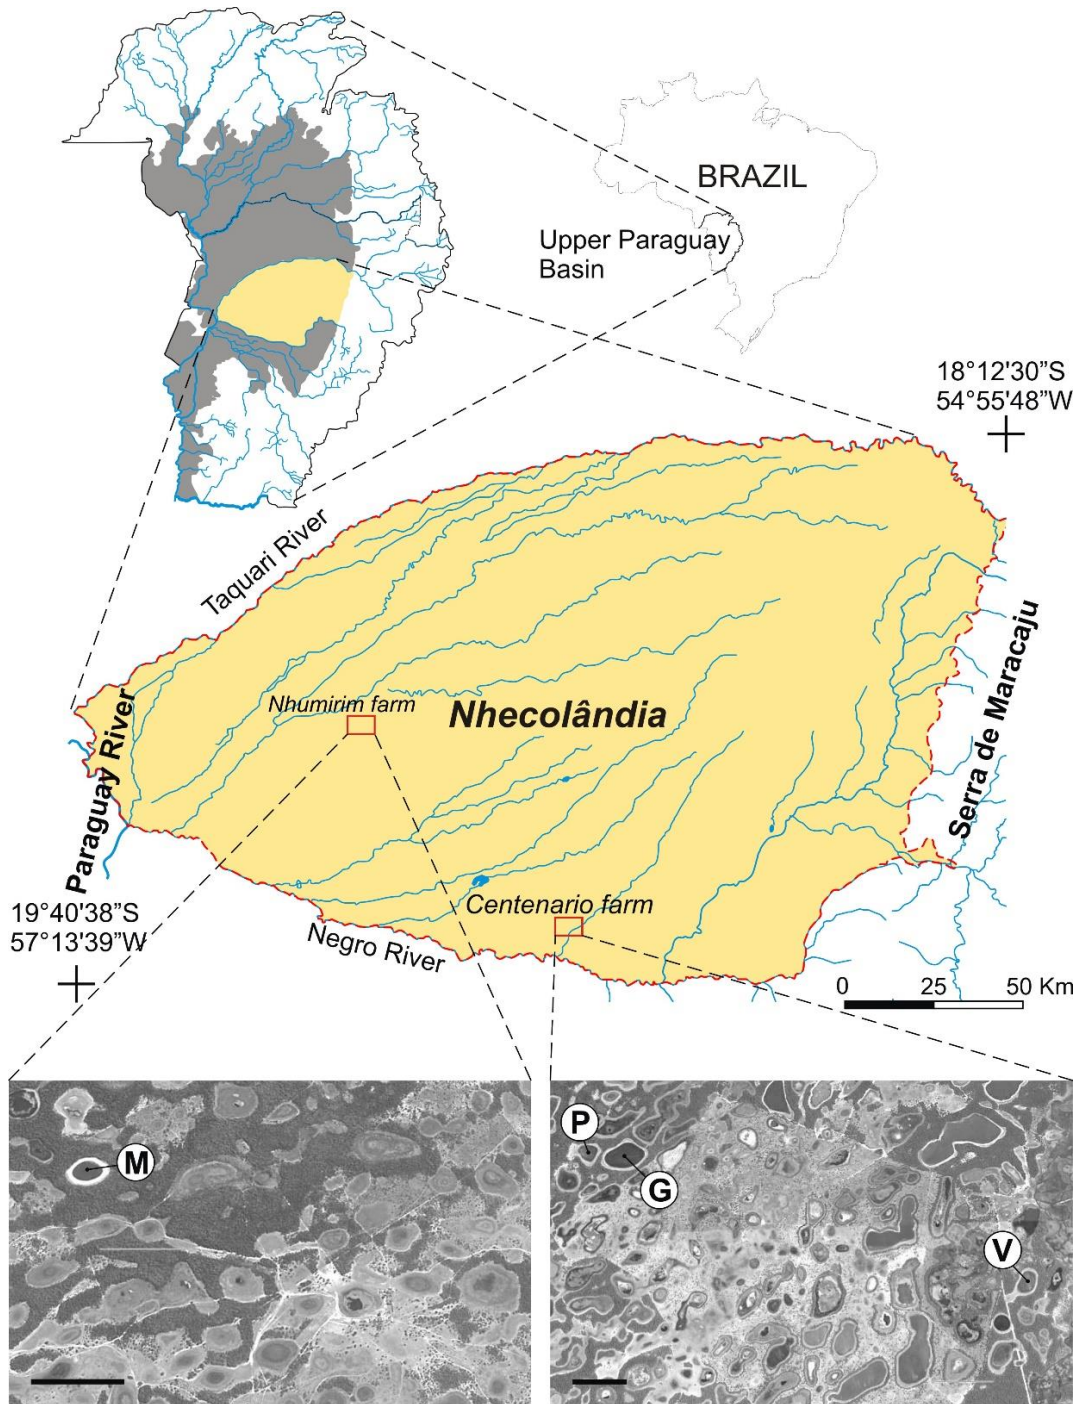 BRAZIL
Upper Paraguay
Basin
18°12'30”S
54°55'48”W
Taquari River
Serra de Maracaju
Nhumirim farm
Nhecolândia
Paraguay River
Centenario farm
19°40'38”S
57°13'39”W
Negro River
0 25 50 Km
M
P
G
V